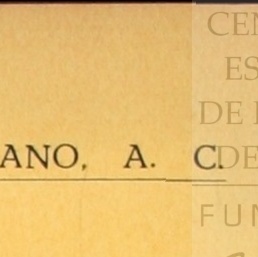 CEN
ES
DE
ANO, A. C.
DE
FUN